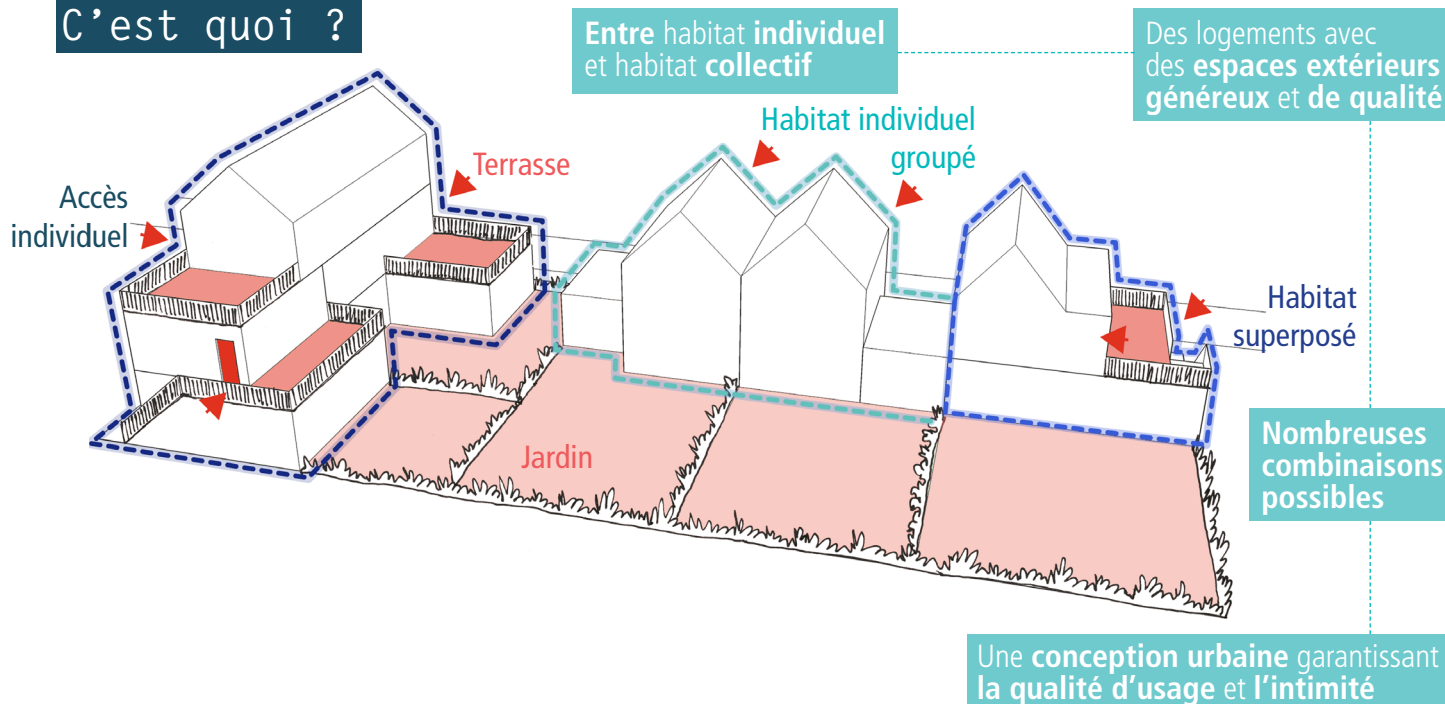 C'est quoi ?
Entre habitat individuel
et habitat collectif
Des logements avec
des espaces extérieurs
généreux et de qualité
Habitat individuel
groupé
Terrasse
Accès
individuel
Habitat
superposé
Jardin
Nombreuses
combinaisons
possibles
Une conception urbaine garantissant
la qualité d'usage et l'intimité